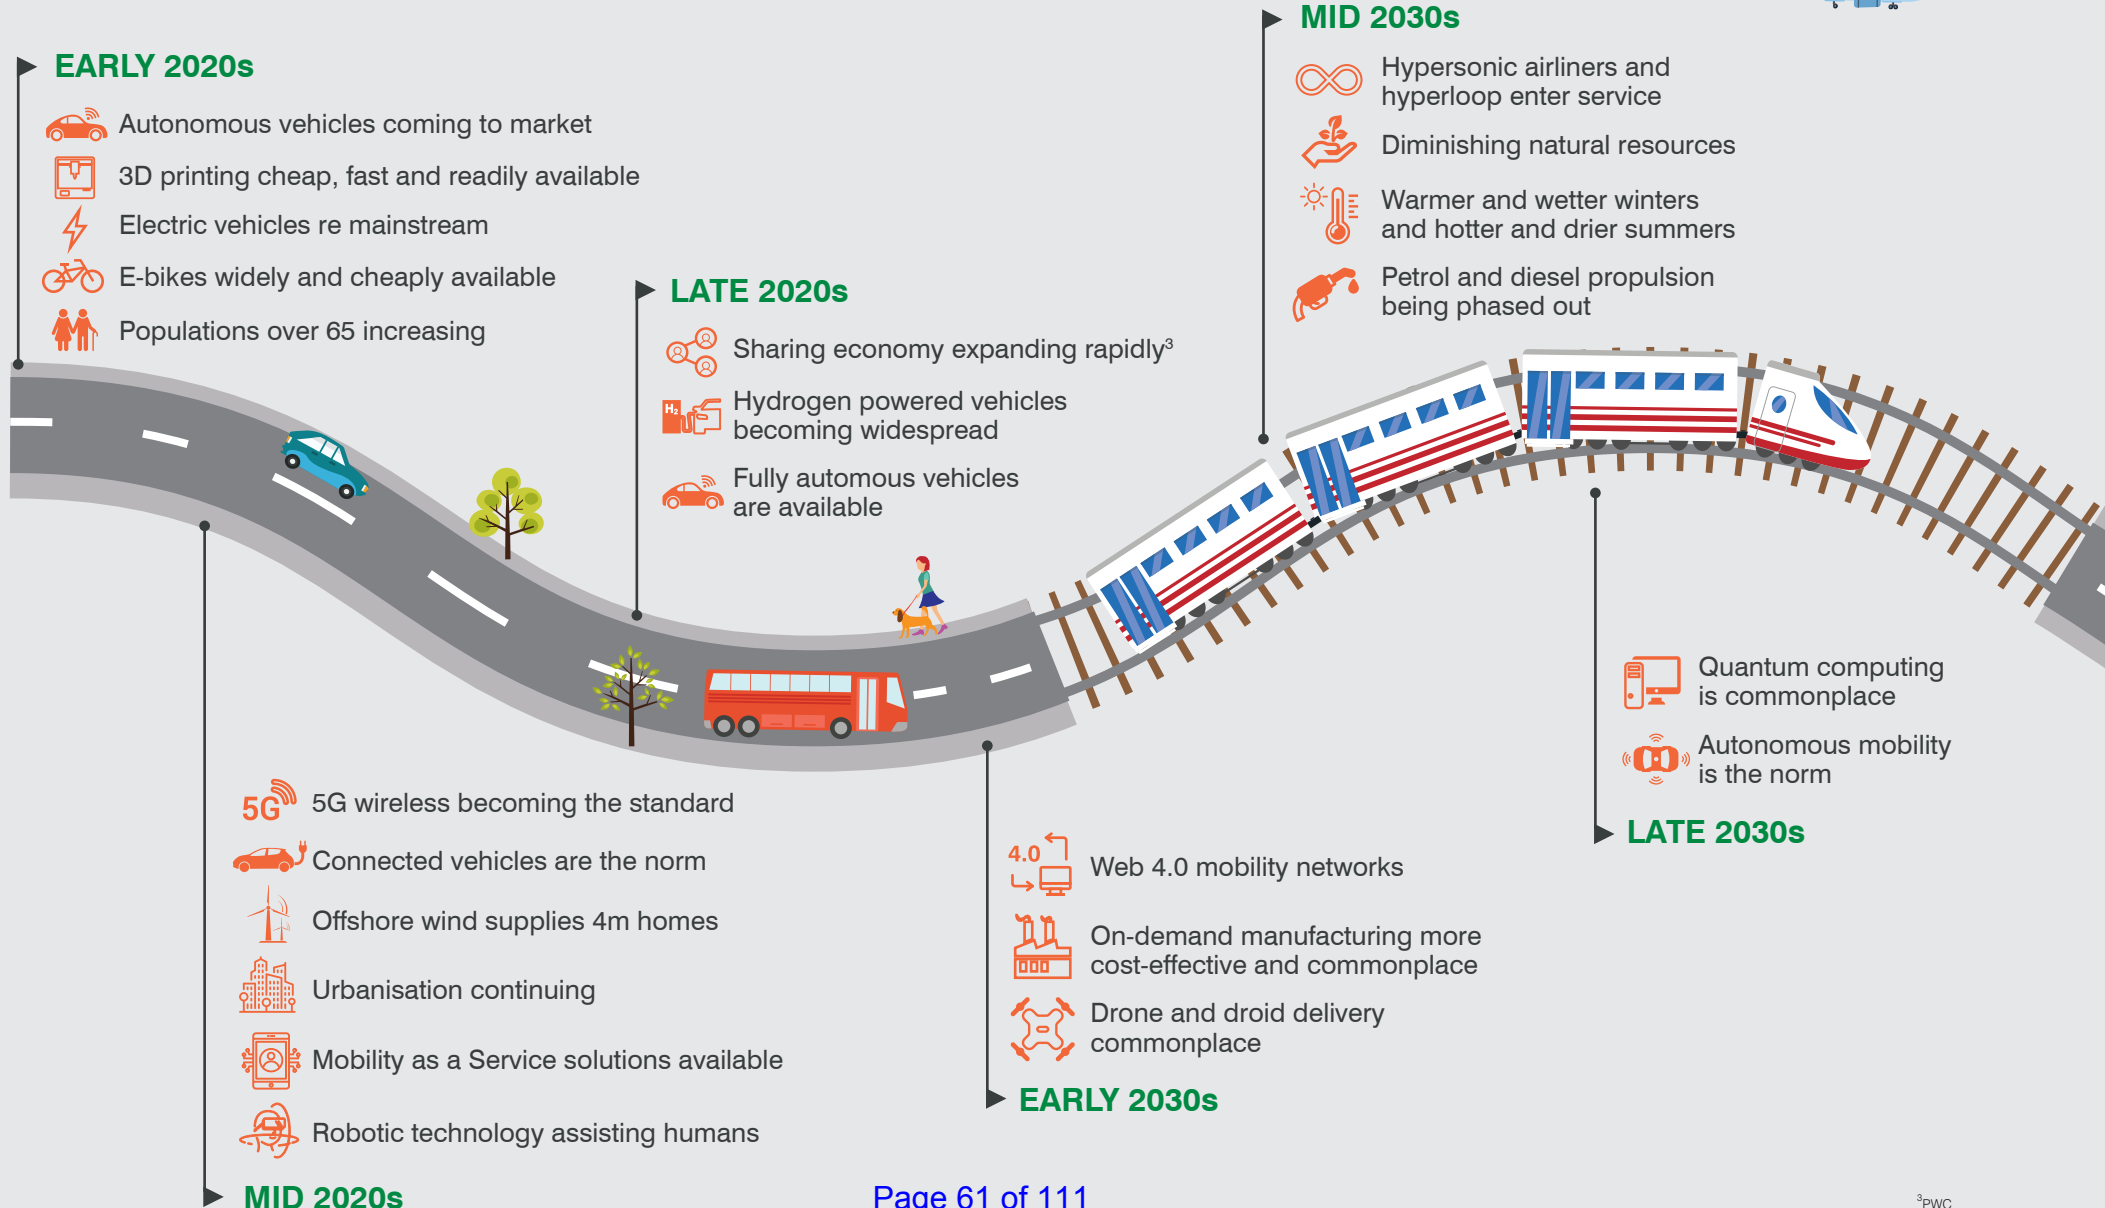 EARLY 2020s
Autonomous vehicles coming to market
3D printing cheap, fast and readily available
Electric vehicles re mainstream
E-bikes widely and cheaply available
Populations over 65 increasing
LATE 2020s
Sharing economy expanding rapidly³
H₂
Hydrogen powered vehicles
becoming widespread
Fully automous vehicles
are available
MID 2030s
Hypersonic airliners and
hyperloop enter service
Diminishing natural resources
Warmer and wetter winters
and hotter and drier summers
Petrol and diesel propulsion
being phased out
5G
5G wireless becoming the standard
Connected vehicles are the norm
Offshore wind supplies 4m homes
Urbanisation continuing
Mobility as a Service solutions available
Robotic technology assisting humans
MID 2020s
4.0
Web 4.0 mobility networks
On-demand manufacturing more
cost-effective and commonplace
Drone and droid delivery
commonplace
EARLY 2030s
Quantum computing
is commonplace
Autonomous mobility
is the norm
LATE 2030s
Page 61 of 111
³PWC